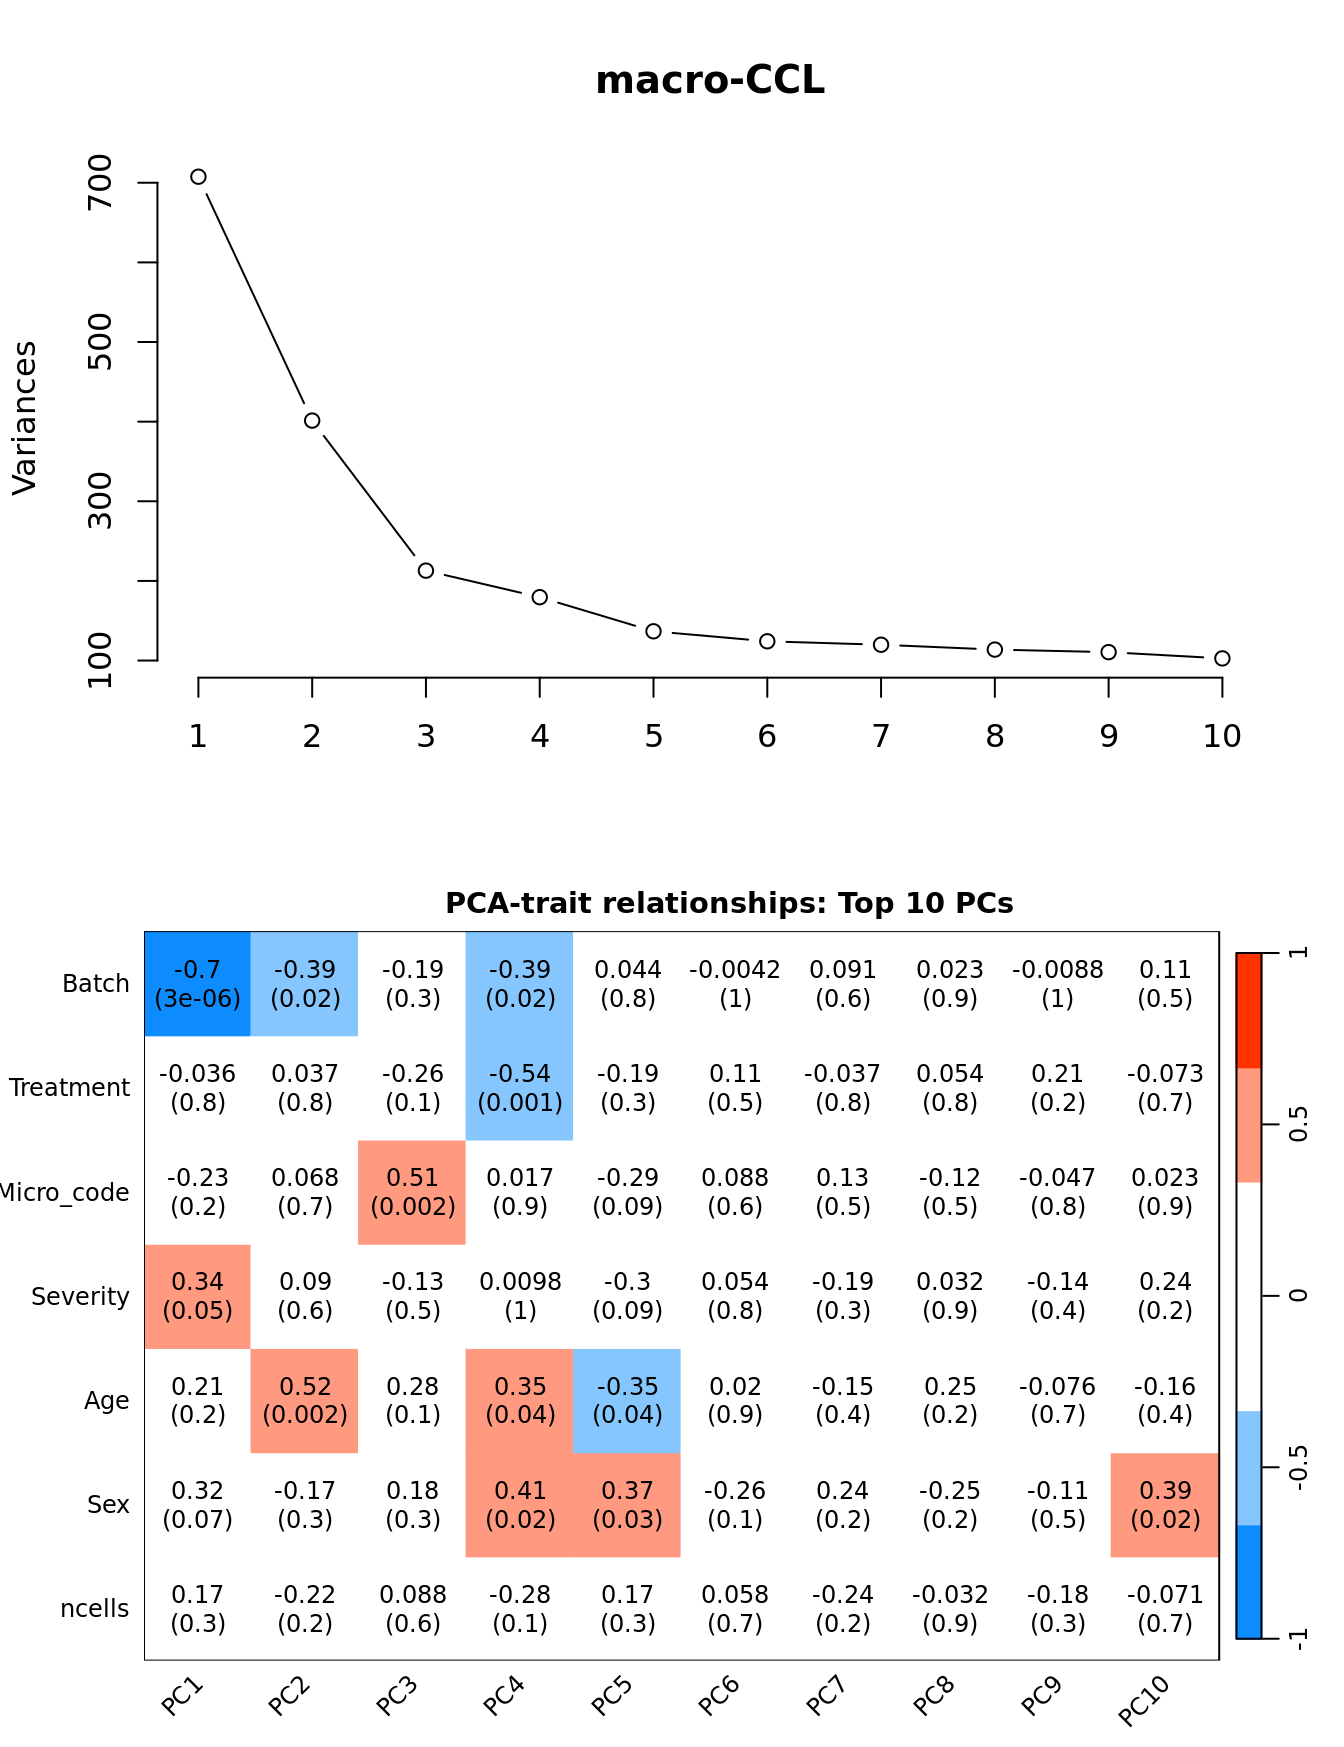 macro-CCL
Variances
700
500
300
100
1 2 3 4 5 6 7 8 9 10
PCA-trait relationships: Top 10 PCs
Batch -0.7 -0.39 -0.19 -0.39 0.044 -0.0042 0.091 0.023 -0.0088 0.11
(3e-06) (0.02) (0.3) (0.02) (0.8) (1) (0.6) (0.9) (1) (0.5)
Treatment -0.036 0.037 -0.26 -0.54 -0.19 0.11 -0.037 0.054 0.21 -0.073
(0.8) (0.8) (0.1) (0.001) (0.3) (0.5) (0.8) (0.8) (0.2) (0.7)
Micro_code -0.23 0.068 0.51 0.017 -0.29 0.088 0.13 -0.12 -0.047 0.023
(0.2) (0.7) (0.002) (0.9) (0.09) (0.6) (0.5) (0.5) (0.8) (0.9)
Severity 0.34 0.09 -0.13 0.0098 -0.3 0.054 -0.19 0.032 -0.14 0.24
(0.05) (0.6) (0.5) (1) (0.09) (0.8) (0.3) (0.9) (0.4) (0.2)
Age 0.21 0.52 0.28 0.35 -0.35 0.02 -0.15 0.25 -0.076 -0.16
(0.2) (0.002) (0.1) (0.04) (0.04) (0.9) (0.4) (0.2) (0.7) (0.4)
Sex 0.32 -0.17 0.18 0.41 0.37 -0.26 0.24 -0.25 -0.11 0.39
(0.07) (0.3) (0.3) (0.02) (0.03) (0.1) (0.2) (0.2) (0.5) (0.02)
ncells 0.17 -0.22 0.088 -0.28 0.17 0.058 -0.24 -0.032 -0.18 -0.071
(0.3) (0.2) (0.6) (0.1) (0.3) (0.7) (0.2) (0.9) (0.3) (0.7)
PC1 PC2 PC3 PC4 PC5 PC6 PC7 PC8 PC9 PC10
1
0.5
0
-0.5
-1